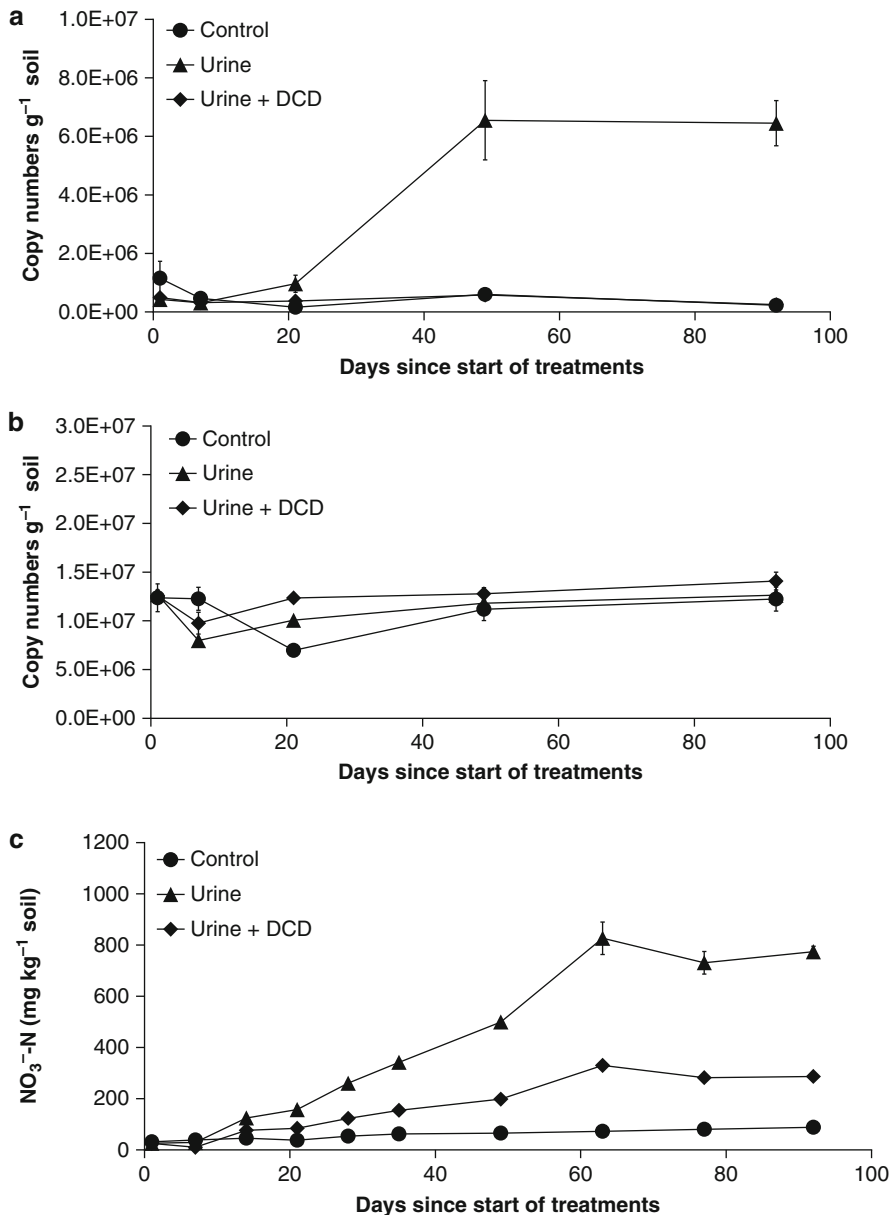 a
Copy numbers g⁻¹ soil
1.0E+07
8.0E+06
6.0E+06
4.0E+06
2.0E+06
0.0E+00
Control
Urine
Urine + DCD
0 20 40 60 80 100
Days since start of treatments
b
Copy numbers g⁻¹ soil
3.0E+07
2.5E+07
2.0E+07
1.5E+07
1.0E+07
5.0E+06
0.0E+00
Control
Urine
Urine + DCD
0 20 40 60 80 100
Days since start of treatments
c
NO₃⁻-N (mg kg⁻¹ soil)
1200
1000
800
600
400
200
0
Control
Urine
Urine + DCD
0 20 40 60 80 100
Days since start of treatments